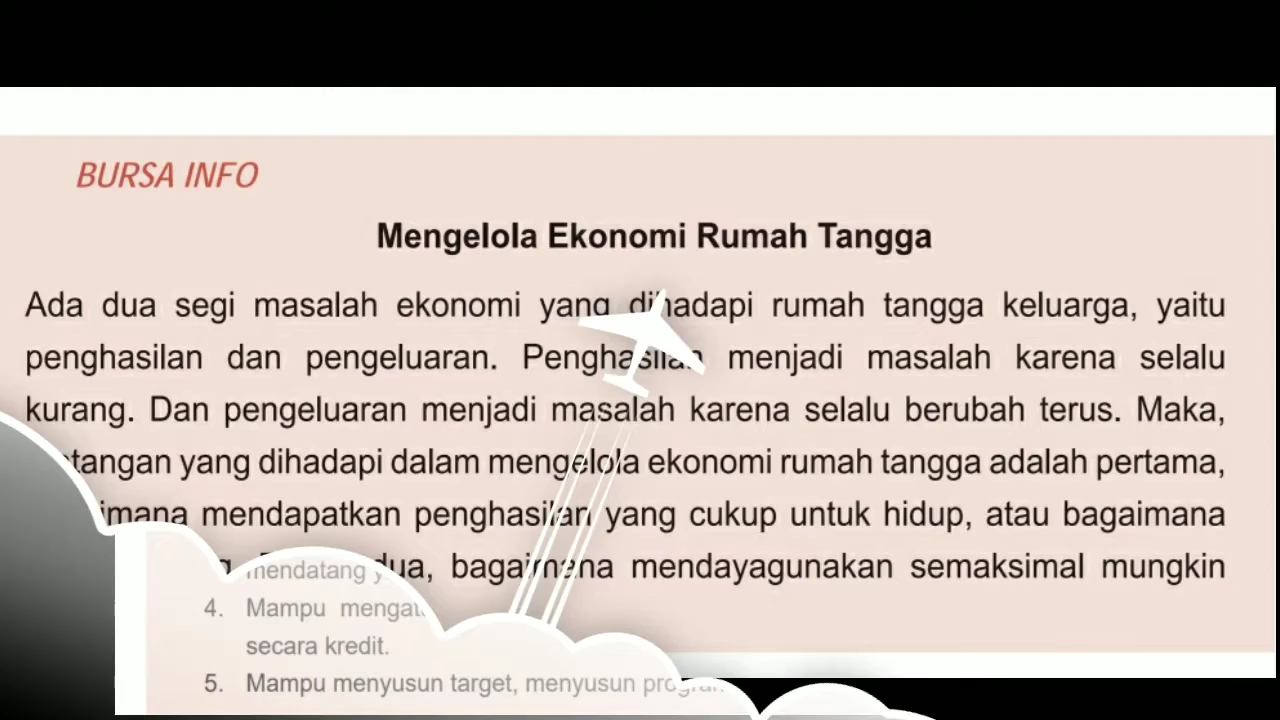 BURSA INFO
Mengelola Ekonomi Rumah Tangga
Ada dua segi masalah ekonomi yang dihadapi rumah tangga keluarga, yaitu
penghasilan dan pengeluaran. Penghasilan menjadi masalah karena selalu
kurang. Dan pengeluaran menjadi masalah karena selalu berubah terus. Maka,
yang dihadapi dalam mengelola ekonomi rumah tangga adalah pertama,
mendapatkan penghasilan yang cukup untuk hidup, atau bagaimana
bagaimana mendayagunakan semaksimal mungkin
mendatang
4. Mampu
secara kredit.
5. Mampu menyusun target, menyusun